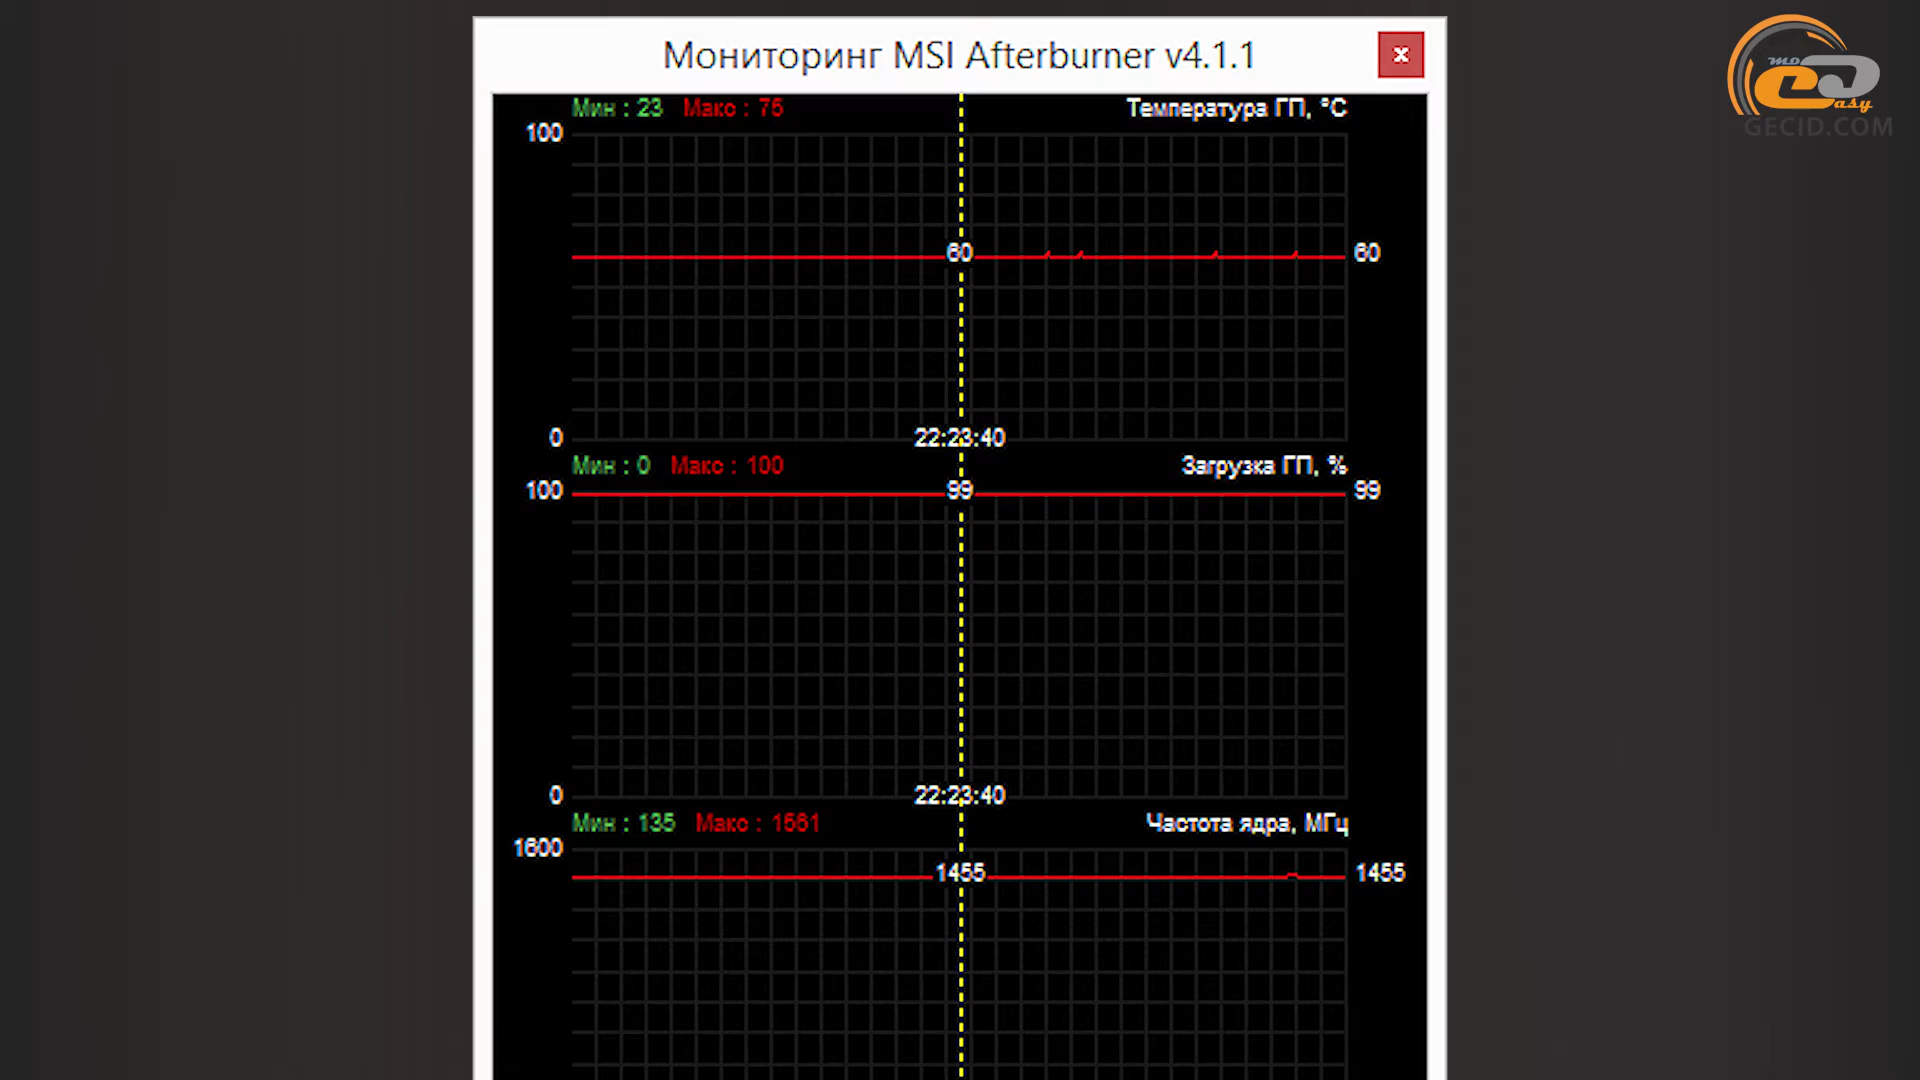 Мониторинг MSI Afterburner v4.1.1
mo
easy
GECID.COM
Мин : 23 Макс : 75 Температура ГП, °C
100
60 60
0 22:23:40
Мин : 0 Макс : 100 Загрузка ГП, %
100 99 99
0 22:23:40
Мин : 135 Макс : 1561 Частота ядра, МГц
1600
1455 1455